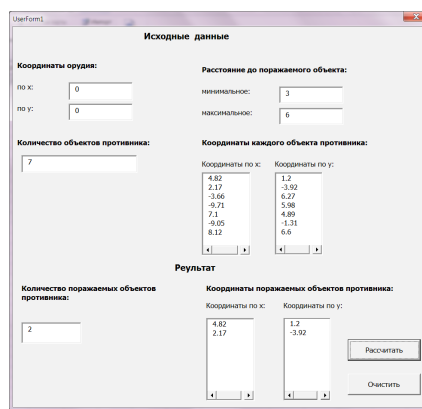 UserForm1
Исходные данные
Координаты орудия:
Расстояние до поражаемого объекта:
по x: 0
минимальное: 3
по y: 0
максимальное: 6
Количество объектов противника:
Координаты каждого объекта противника:
7
Координаты по x: Координаты по y:
4.82 1.2
2.17 -3.92
-3.66 6.27
-9.71 5.98
7.1 4.89
-9.05 -1.31
8.12 6.6
Реультат
Количество поражаемых объектов
противника:
Координаты поражаемых объектов противника:
Координаты по x: Координаты по y:
2
4.82 1.2
2.17 -3.92
Рассчитать
Очистить